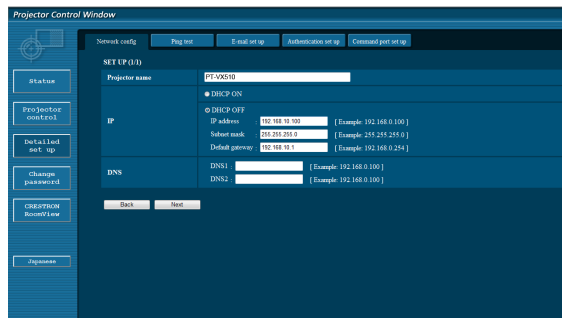 Projector Control Window
Network config Ping test E-mail set up Authentication set up Command port set up
SET UP (1/1)
Status
Projector name PT-VX510
DHCP ON
Projector control
IP
DHCP OFF
IP address : 192.168.10.100 [ Example: 192.168.0.100 ]
Subnet mask : 255.255.255.0 [ Example: 255.255.255.0 ]
Default gateway : 192.168.10.1 [ Example: 192.168.0.254 ]
Detailed set up
DNS
DNS1 : [ Example: 192.168.0.100 ]
DNS2 : [ Example: 192.168.0.100 ]
Change password
Back Next
CRESTRON RoomView
Japanese